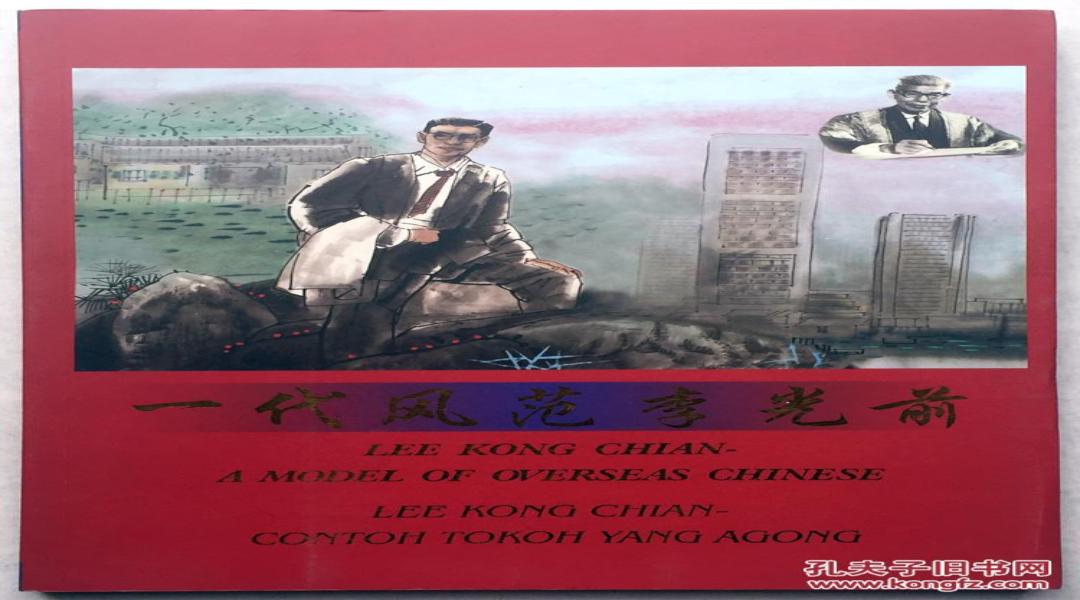 一代风范李光前
LEE KONG CHIAN-
A MODEL OF OVERSEAS CHINESE
LEE KONG CHIAN-
CONTOH TOKOH YANG AGONG
孔夫子旧书网
www.kongfz.com